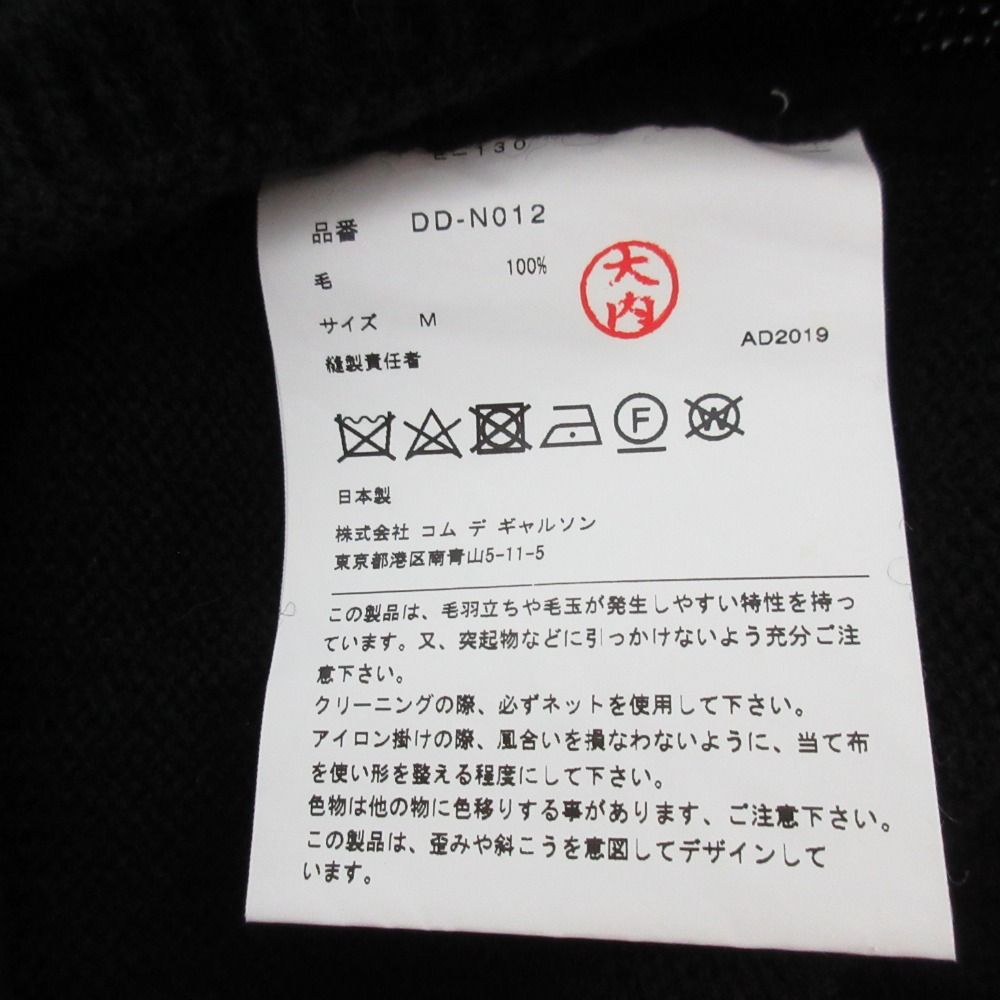 品番 DD-N012
毛 100%
大内
サイズ M
AD2019
縫製責任者
F W
日本製
株式会社 コム デ ギャルソン
東京都港区南青山5-11-5
この製品は、毛羽立ちや毛玉が発生しやすい特性を持っ
ています。又、突起物などに引っかけないよう充分ご注
意下さい。
クリーニングの際、必ずネットを使用して下さい。
アイロン掛けの際、風合いを損なわないように、当て布
を使い形を整える程度にして下さい。
色物は他の物に色移りする事があります、ご注意下さい。
この製品は、歪みや斜こうを意図してデザインして
います。